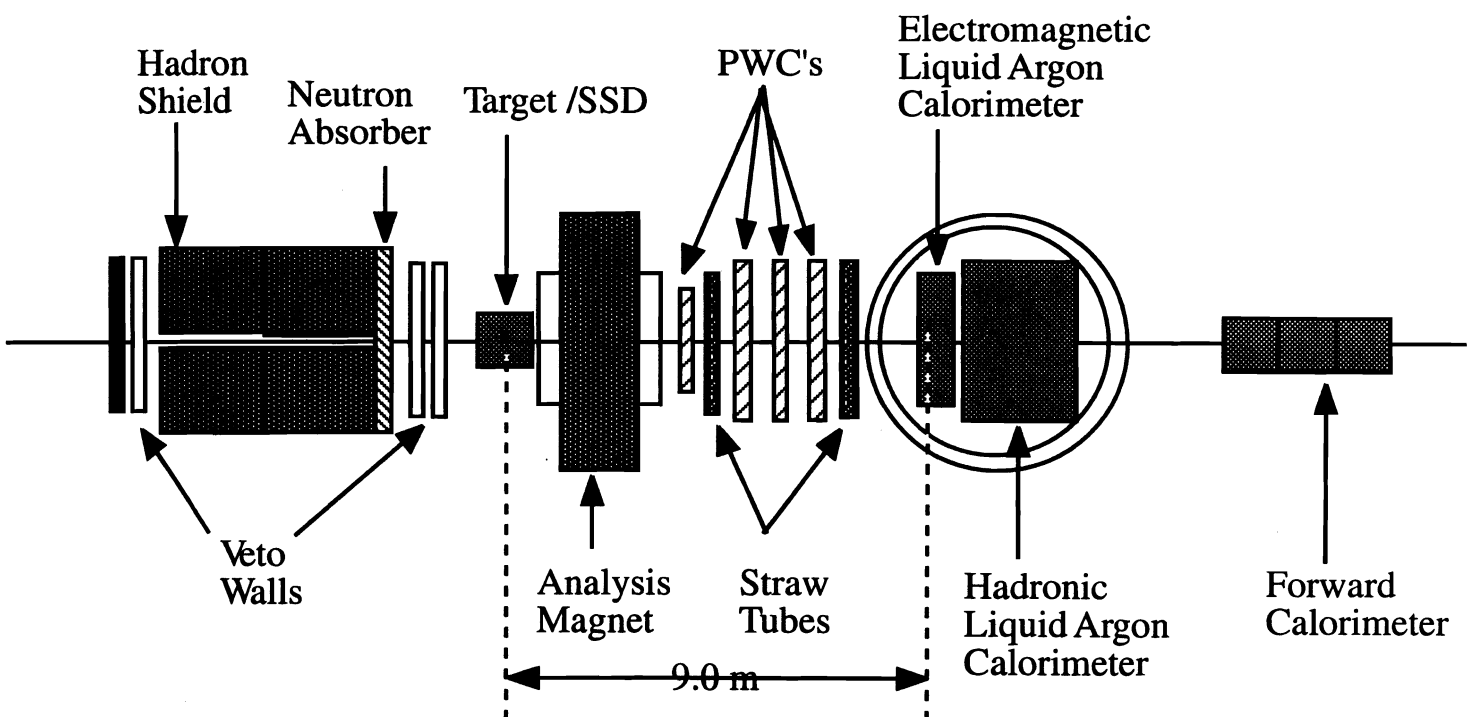 Hadron
Shield
Neutron
Absorber
Target /SSD
PWC's
Electromagnetic
Liquid Argon
Calorimeter
Veto
Walls
Analysis
Magnet
Straw
Tubes
Hadronic
Liquid Argon
Calorimeter
Forward
Calorimeter
9.0 m